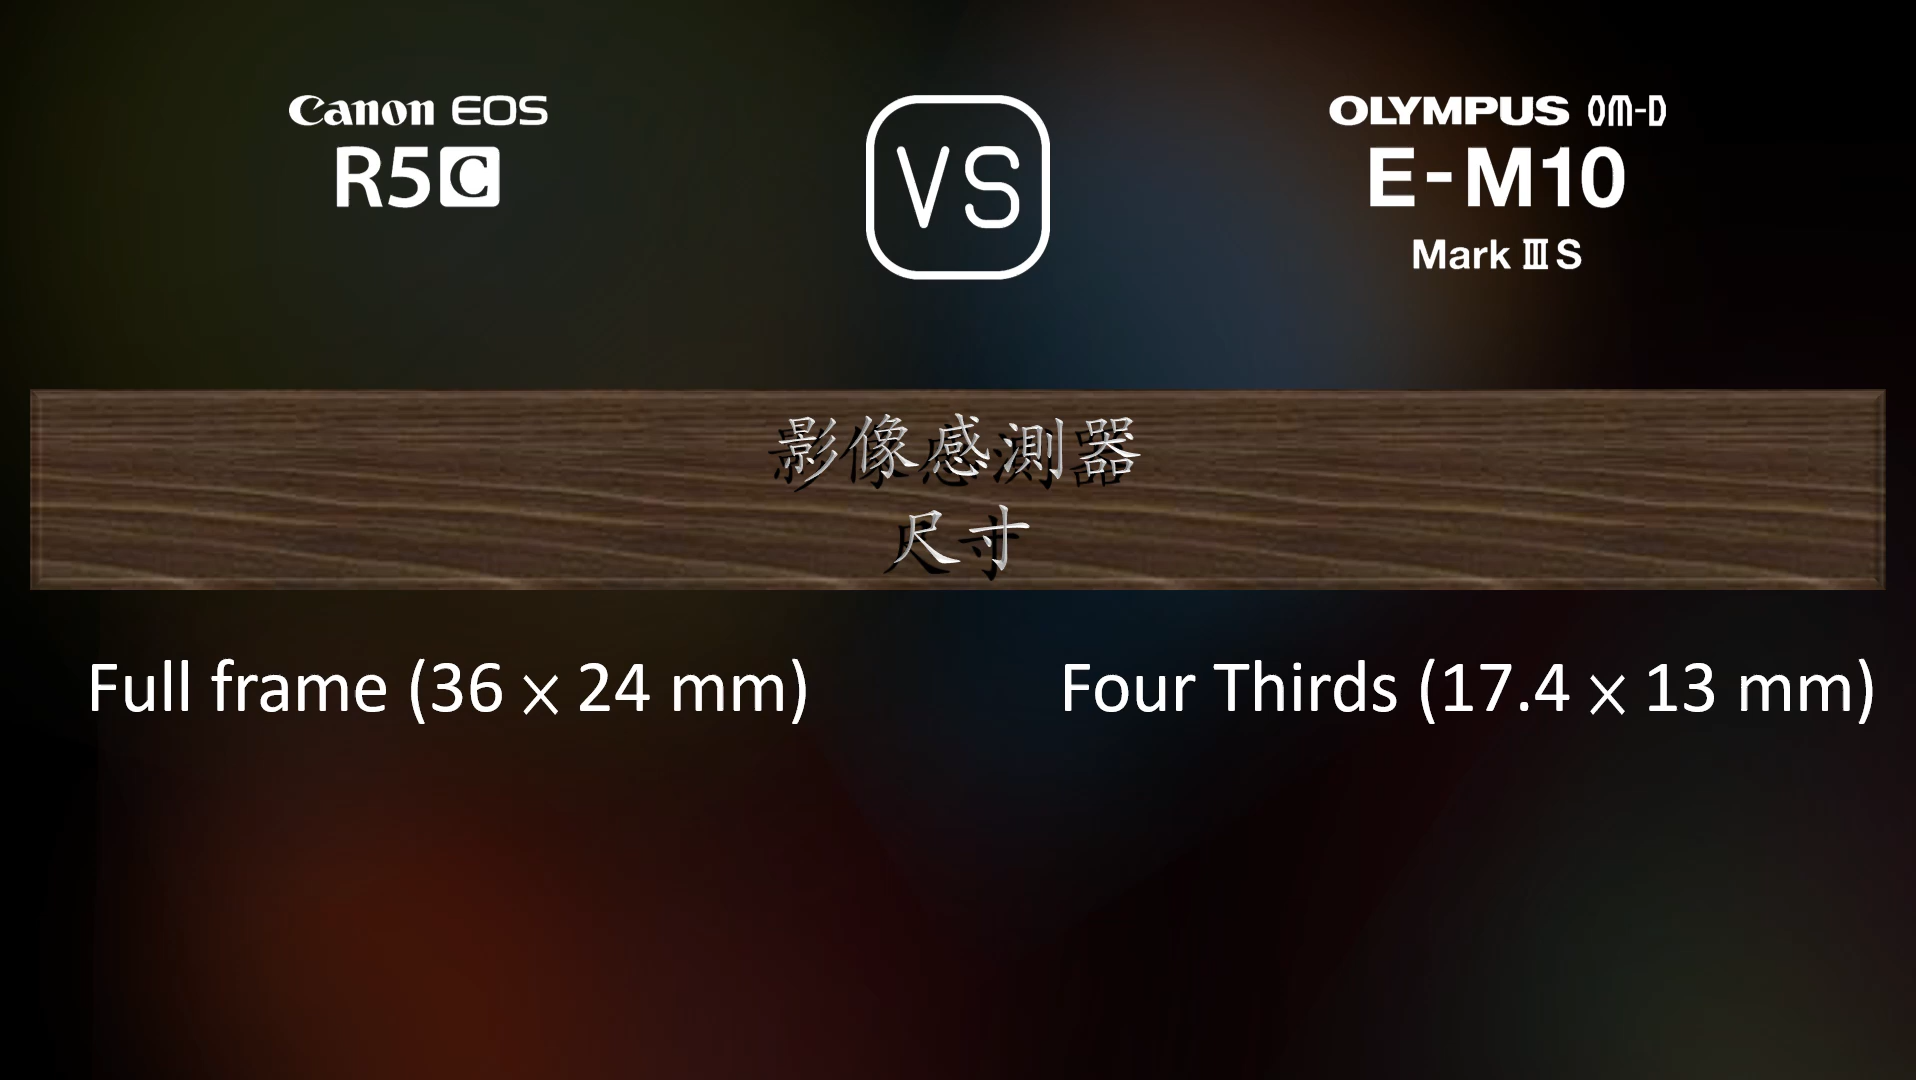 Canon EOS
R5 C
VS
OLYMPUS OM-D
E-M10
Mark III S
影像感測器
尺寸
Full frame (36 x 24 mm)
Four Thirds (17.4 x 13 mm)